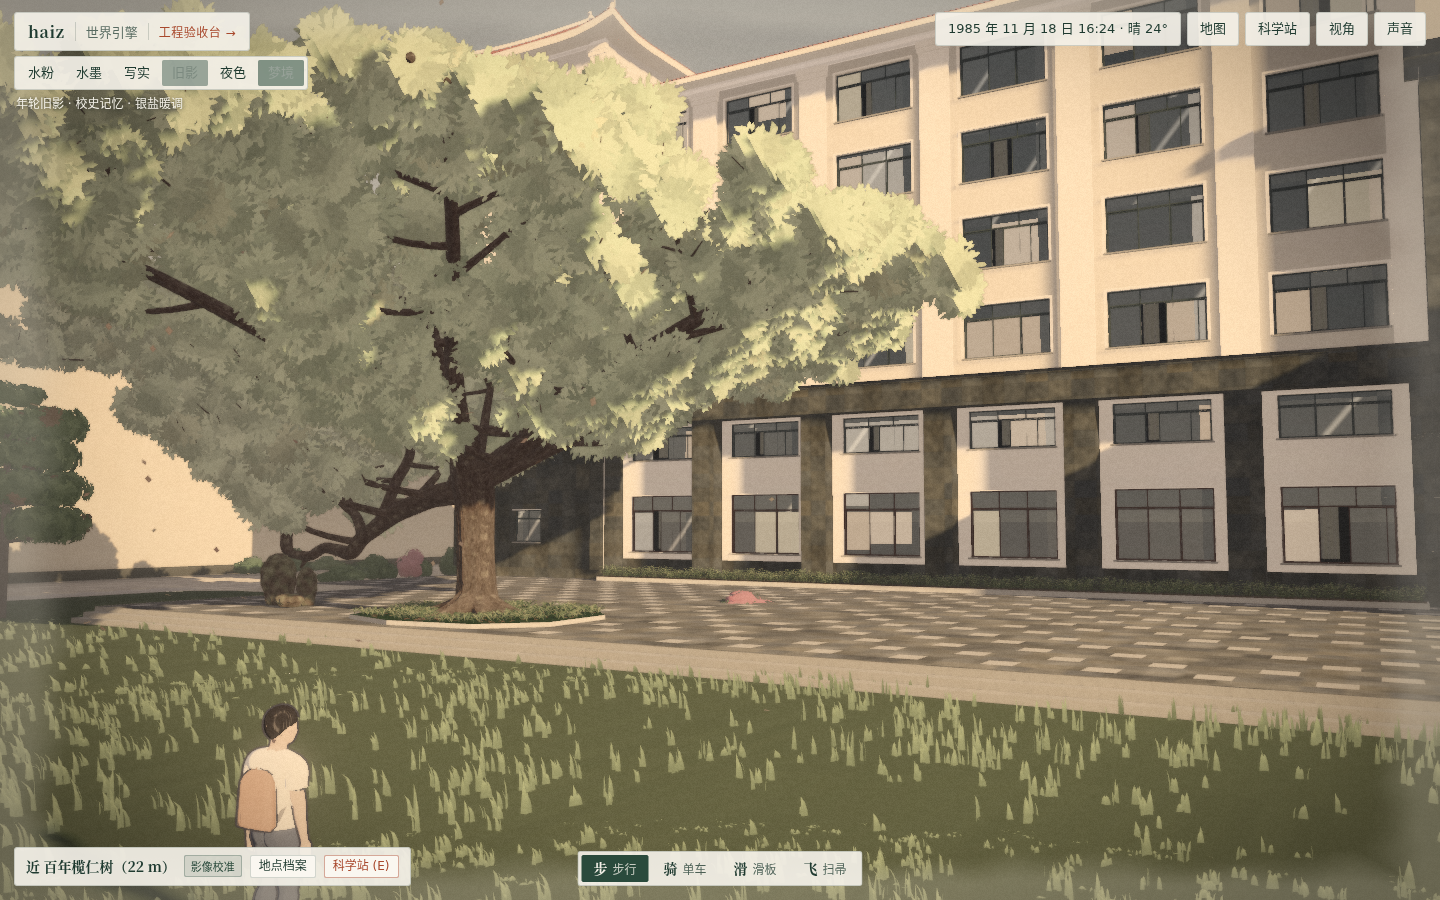 haiz 世界引擎 工程验收台 →
1985 年 11 月 18 日 16:24 · 晴 24° 地图 科学站 视角 声音
水粉 水墨 写实 旧影 夜色 梦境
年轮旧影 · 校史记忆 · 银盐暖调
近 百年榄仁树（22 m） 影像校准 地点档案 科学站 (E)
步 步行 骑 单车 滑 滑板 飞 扫帚